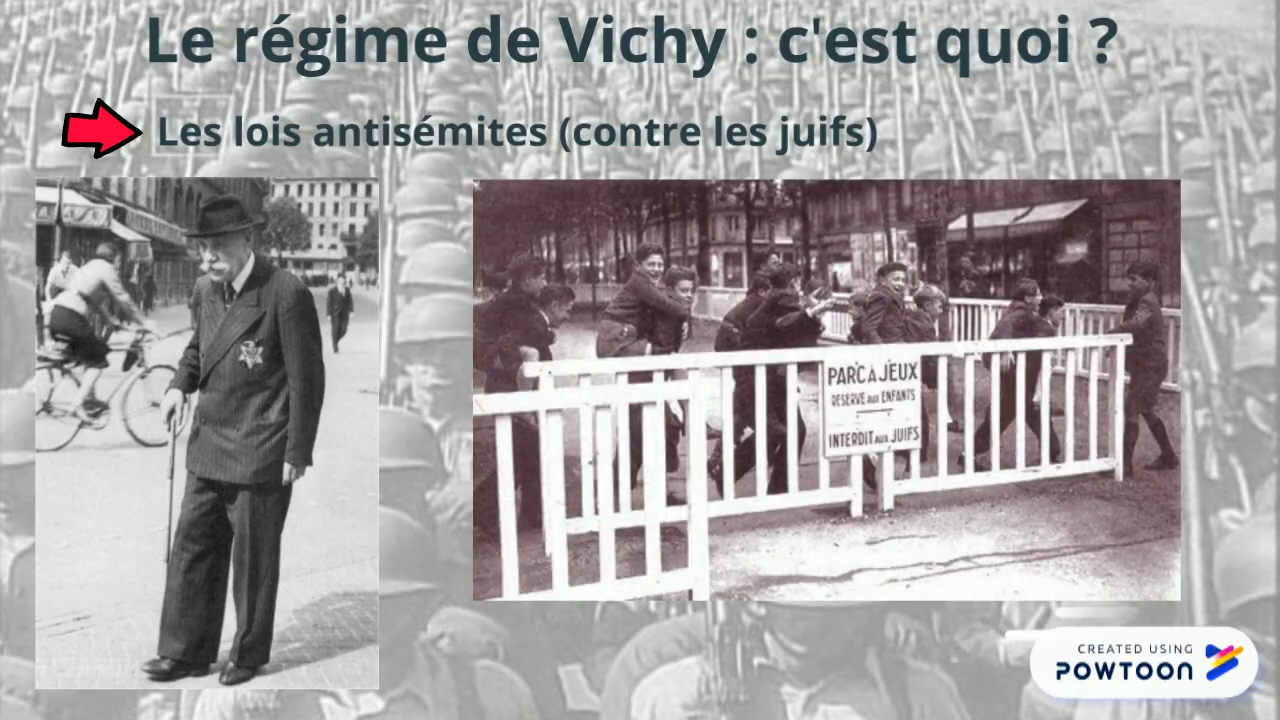 Le régime de Vichy : c'est quoi ?
Les lois antisémites (contre les juifs)
PARC À JEUX
RESERVÉ AUX ENFANTS
INTERDIT AUX JUIFS
CREATED USING
POWTOON